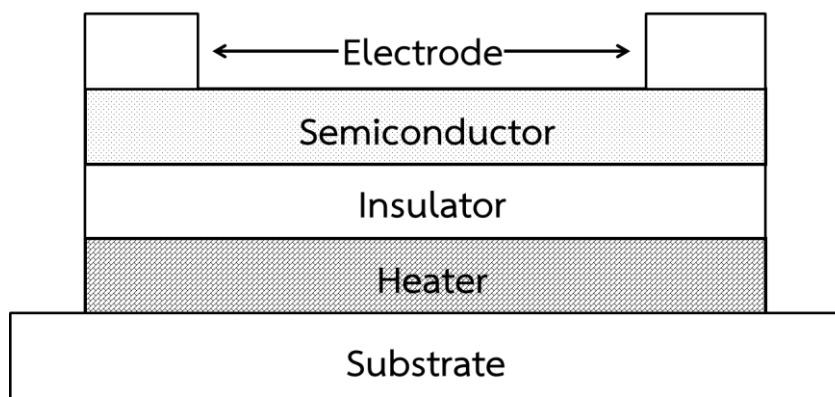 Electrode
Semiconductor
Insulator
Heater
Substrate